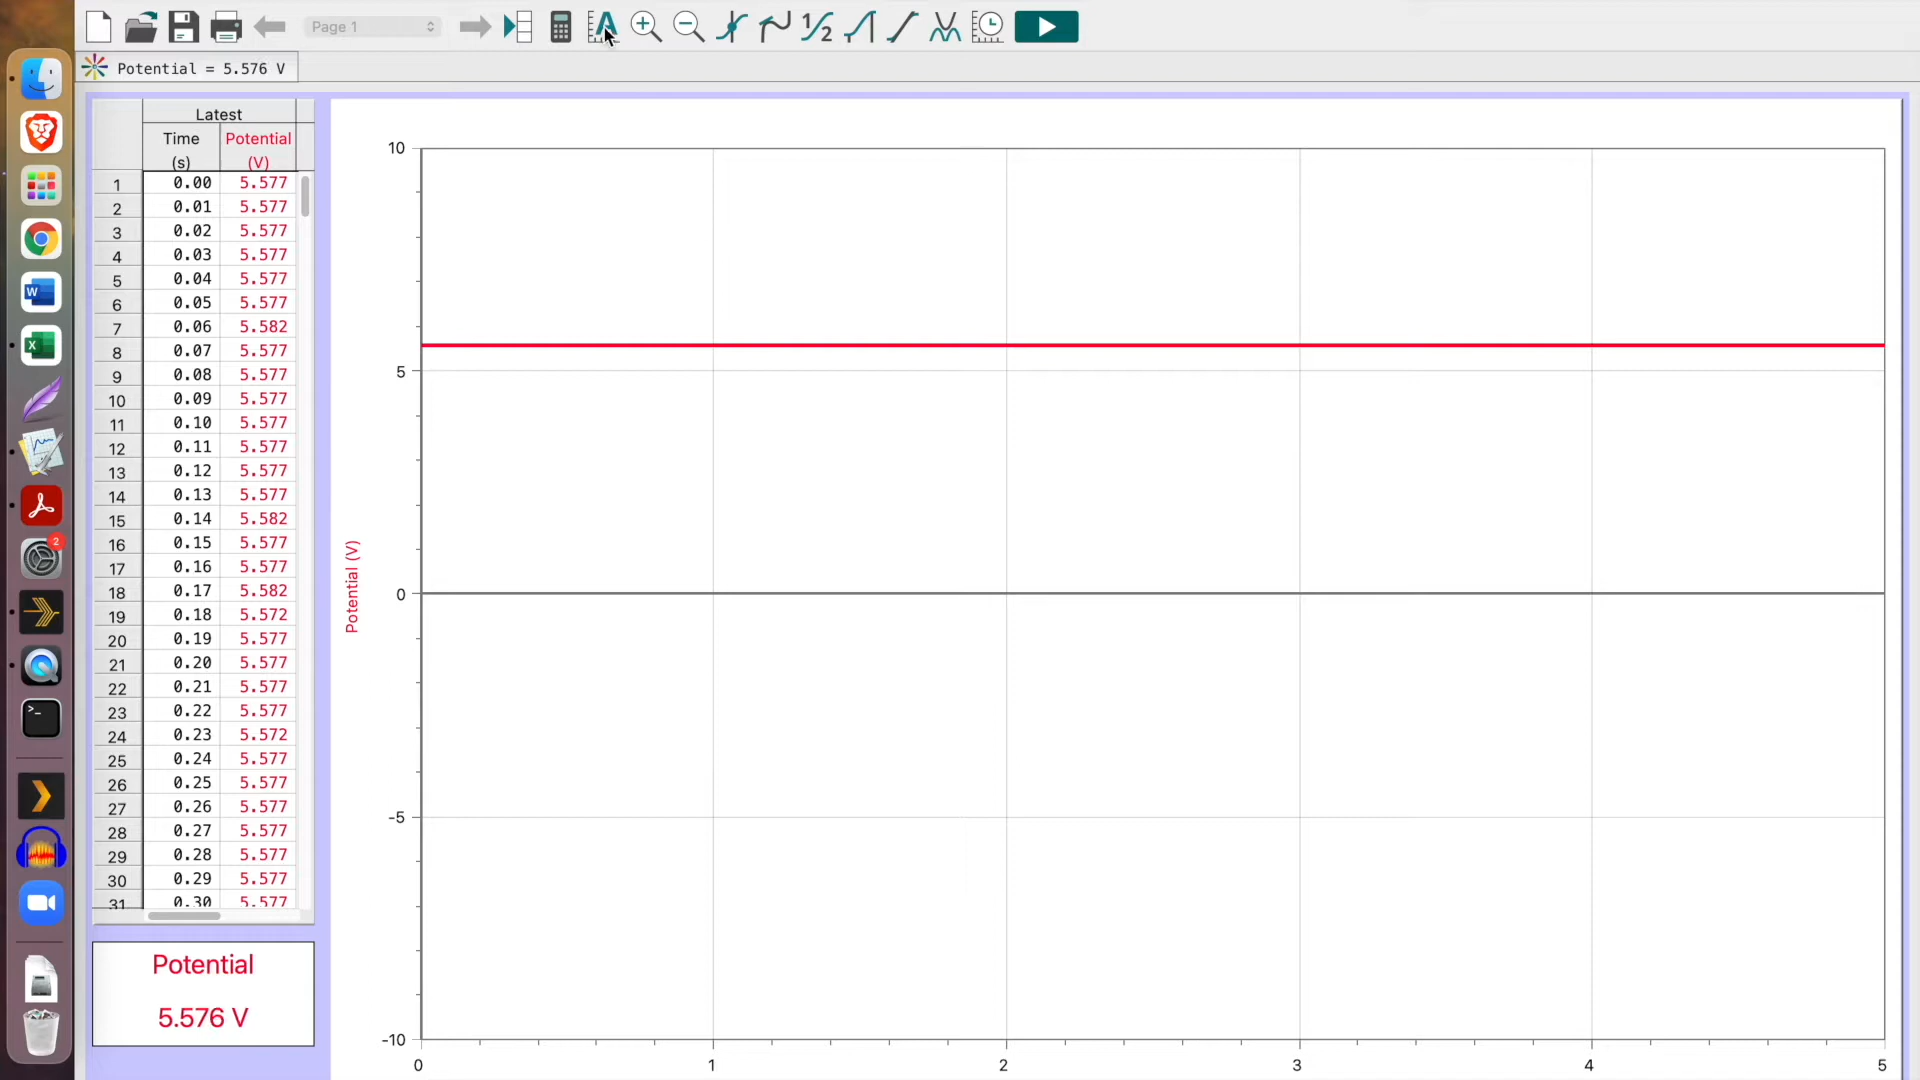 Page 1
Potential = 5.576 V
Latest
Time Potential
(s) (V)
1 0.00 5.577
2 0.01 5.577
3 0.02 5.577
4 0.03 5.577
5 0.04 5.577
6 0.05 5.577
7 0.06 5.582
8 0.07 5.577
9 0.08 5.577
10 0.09 5.577
11 0.10 5.577
12 0.11 5.577
13 0.12 5.577
14 0.13 5.577
15 0.14 5.582
16 0.15 5.577
17 0.16 5.577
18 0.17 5.582
19 0.18 5.572
20 0.19 5.577
21 0.20 5.577
22 0.21 5.577
23 0.22 5.577
24 0.23 5.572
25 0.24 5.577
26 0.25 5.577
27 0.26 5.577
28 0.27 5.577
29 0.28 5.577
30 0.29 5.577
31 0.30 5.577
Potential
5.576 V
Potential (V)
10
5
0
-5
-10
0 1 2 3 4 5
2